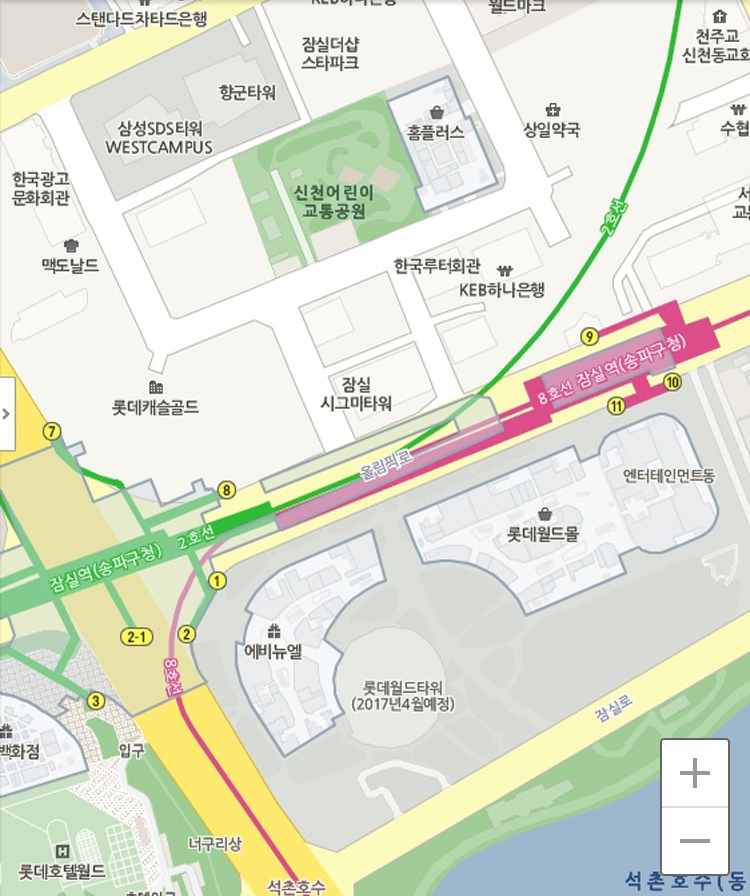 스탠다드차타드은행
KEB하나은행
월드마크
천주교
신천동교회
잠실더샵
스타파크
향군타워
삼성SDS타워
WESTCAMPUS
홈플러스
상일약국
수협
한국광고
문화회관
신천어린이
교통공원
2호선
맥도날드
한국루터회관
KEB하나은행
9
8호선 잠실역(송파구청)
10
11
롯데캐슬골드
잠실
시그마타워
7
8
올림픽로
엔터테인먼트동
롯데월드몰
잠실역(송파구청) 2호선
1
2-1
2
에비뉴엘
8호선
롯데월드타워
(2017년4월예정)
잠실로
3
백화점
입구
너구리상
롯데호텔월드
석촌호수
석촌호수(동